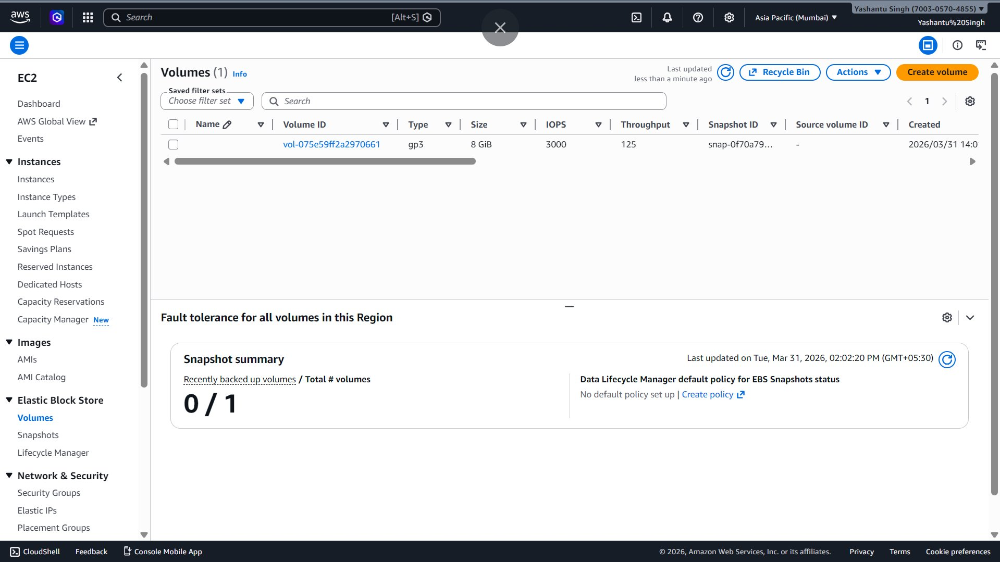 aws
Search
[Alt+S]
Asia Pacific (Mumbai)
Yashantu Singh (7003-0570-4855)
Yashantu%20Singh
EC2
Dashboard
AWS Global View
Events
Instances
Instances
Instance Types
Launch Templates
Spot Requests
Savings Plans
Reserved Instances
Dedicated Hosts
Capacity Reservations
Capacity Manager New
Images
AMIs
AMI Catalog
Elastic Block Store
Volumes
Snapshots
Lifecycle Manager
Network & Security
Security Groups
Elastic IPs
Placement Groups
Volumes (1) Info
Last updated
less than a minute ago
Recycle Bin
Actions
Create volume
Saved filter sets
Choose filter set
Search
1
Name Volume ID Type Size IOPS Throughput Snapshot ID Source volume ID Created
vol-075e59ff2a2970661 gp3 8 GiB 3000 125 snap-0f70a79... - 2026/03/31 14:0
Fault tolerance for all volumes in this Region
Snapshot summary
Last updated on Tue, Mar 31, 2026, 02:02:20 PM (GMT+05:30)
Recently backed up volumes / Total # volumes
0 / 1
Data Lifecycle Manager default policy for EBS Snapshots status
No default policy set up | Create policy
CloudShell Feedback Console Mobile App
© 2026, Amazon Web Services, Inc. or its affiliates. Privacy Terms Cookie preferences